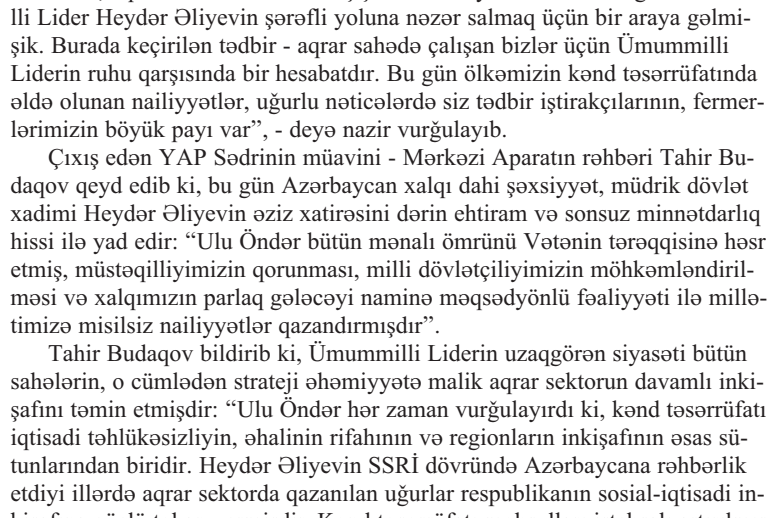 lli Lider Heydər Əliyevin şərəfli yoluna nəzər salmaq üçün bir araya gəlmi-
şik. Burada keçirilən tədbir - aqrar sahədə çalışan bizlər üçün Ümummilli
Liderin ruhu qarşısında bir hesabatdır. Bu gün ölkəmizin kənd təsərrüfatında
əldə olunan nailiyyətlər, uğurlu nəticələrdə siz tədbir iştirakçılarının, fermer-
lərimizin böyük payı var”, - deyə nazir vurğulayıb.
Çıxış edən YAP Sədrinin müavini - Mərkəzi Aparatın rəhbəri Tahir Bu-
daqov qeyd edib ki, bu gün Azərbaycan xalqı dahi şəxsiyyət, müdrik dövlət
xadimi Heydər Əliyevin əziz xatirəsini dərin ehtiram və sonsuz minnətdarlıq
hissi ilə yad edir: “Ulu Öndər bütün mənalı ömrünü Vətənin tərəqqisinə həsr
etmiş, müstəqilliyimizin qorunması, milli dövlətçiliyimizin möhkəmləndiril-
məsi və xalqımızın parlaq gələcəyi naminə məqsədyönlü fəaliyyəti ilə millə-
timizə misilsiz nailiyyətlər qazandırmışdır”.
Tahir Budaqov bildirib ki, Ümummilli Liderin uzaqgörən siyasəti bütün
sahələrin, o cümlədən strateji əhəmiyyətə malik aqrar sektorun davamlı inki-
şafını təmin etmişdir: “Ulu Öndər hər zaman vurğulayırdı ki, kənd təsərrüfatı
iqtisadi təhlükəsizliyin, əhalinin rifahının və regionların inkişafının əsas sü-
tunlarından biridir. Heydər Əliyevin SSRİ dövründə Azərbaycana rəhbərlik
etdiyi illərdə aqrar sektorda qazanılan uğurlar respublikanın sosial-iqtisadi in-